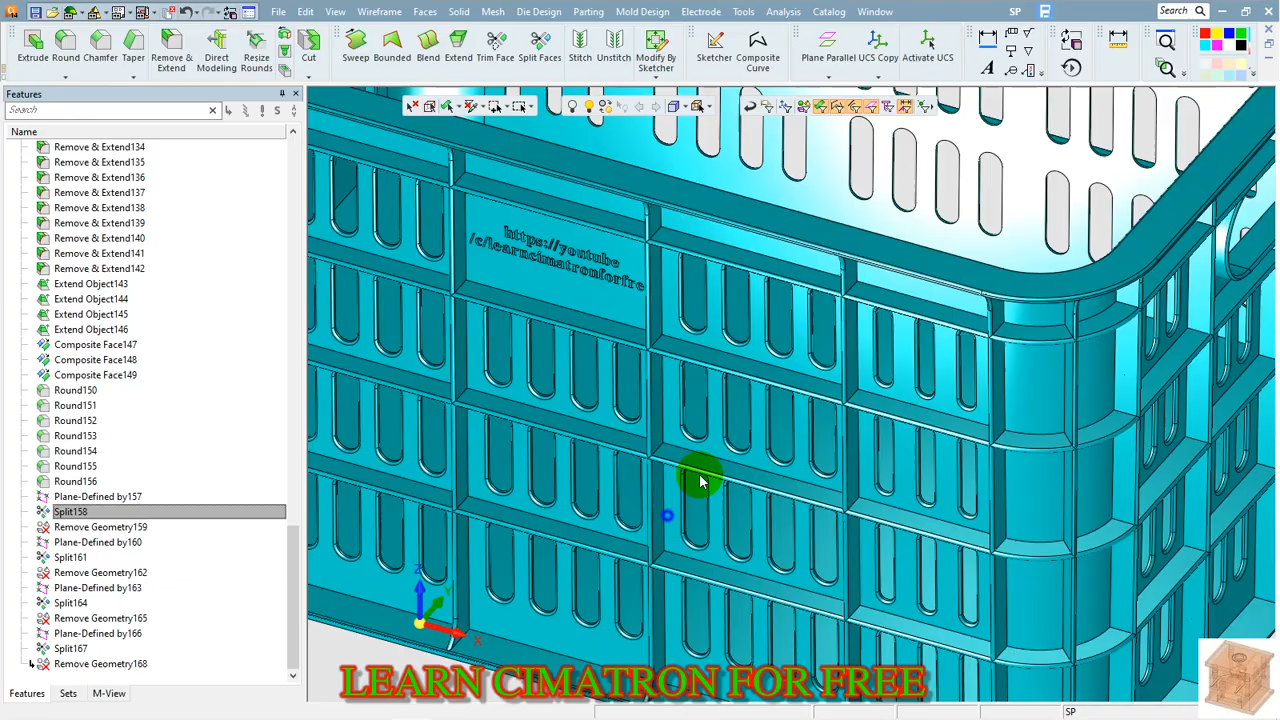 File View Wireframe Faces Solid Mesh Die Design Parting Mold Design Electrode Tools Analysis Catalog Window SP Search
Extrude Round Chamfer Taper Remove & Extend Direct Modeling Resize Rounds Cut Sweep Bounded Blend Extend Trim Face Split Faces Stitch Unstitch Modify By Sketcher Sketcher Composite Curve Plane Parallel UCS Copy Activate UCS
Features
Search
Name
Remove & Extend134
Remove & Extend135
Remove & Extend136
Remove & Extend137
Remove & Extend138
Remove & Extend139
Remove & Extend140
Remove & Extend141
Remove & Extend142
Extend Object143
Extend Object144
Extend Object145
Extend Object146
Composite Face147
Composite Face148
Composite Face149
Round150
Round151
Round152
Round153
Round154
Round155
Round156
Plane-Defined by157
Split158
Remove Geometry159
Plane-Defined by160
Split161
Remove Geometry162
Plane-Defined by163
Split164
Remove Geometry165
Plane-Defined by166
Split167
Remove Geometry168
Features Sets M-View
https://youtube
/c/learncimatronforfre
Z
Y
X
LEARN CIMATRON FOR FREE
SP